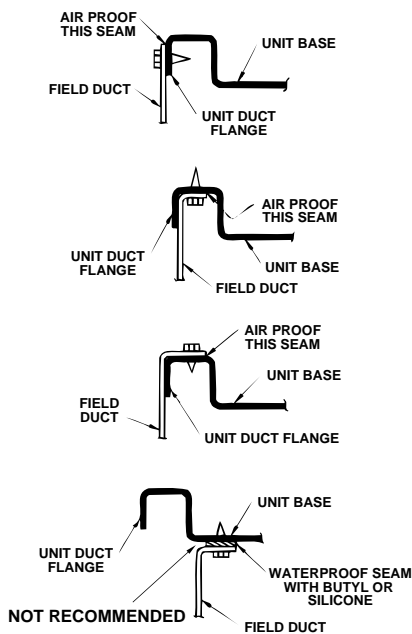 AIR PROOF
THIS SEAM
UNIT BASE
FIELD DUCT
UNIT DUCT
FLANGE
AIR PROOF
THIS SEAM
UNIT DUCT
FLANGE
UNIT BASE
FIELD DUCT
AIR PROOF
THIS SEAM
UNIT BASE
FIELD
DUCT
UNIT DUCT FLANGE
UNIT BASE
UNIT DUCT
FLANGE
WATERPROOF SEAM
WITH BUTYL OR
SILICONE
NOT RECOMMENDED
FIELD DUCT